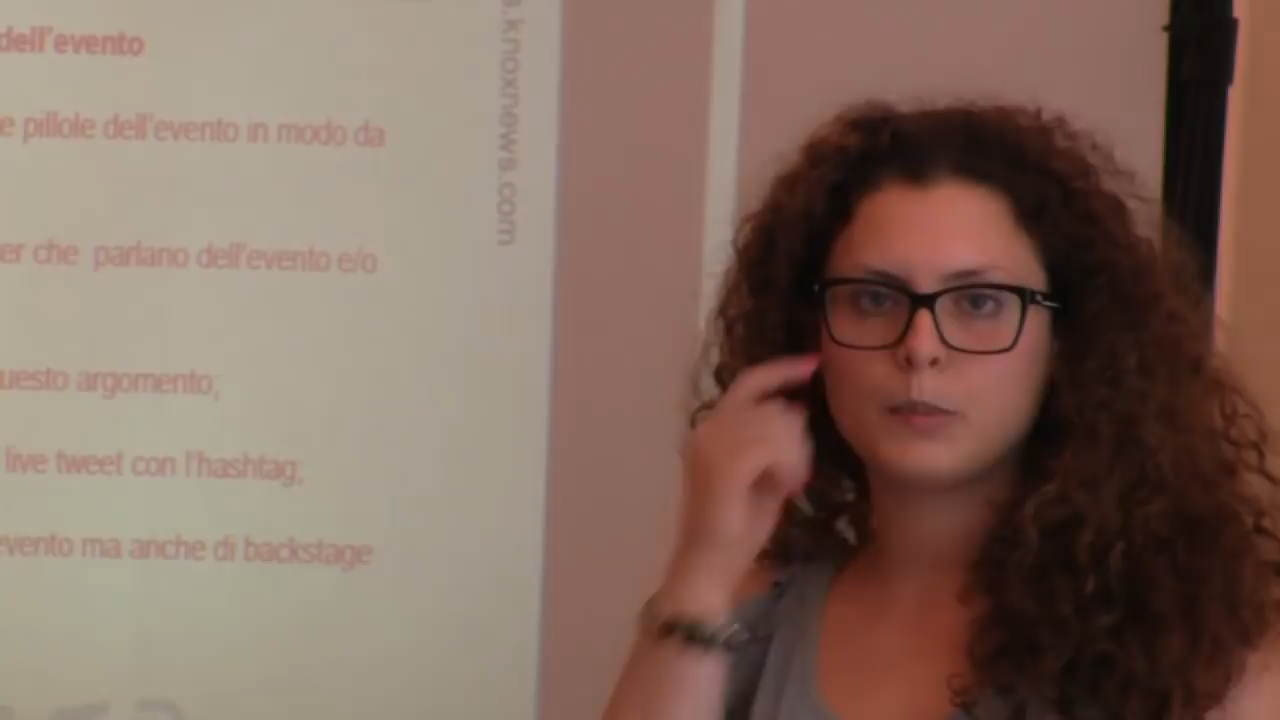 dell'evento
e pillole dell'evento in modo da
er che parlano dell'evento e/o
uesto argomento;
live tweet con l'hashtag;
evento ma anche di backstage
s.knoxnews.com